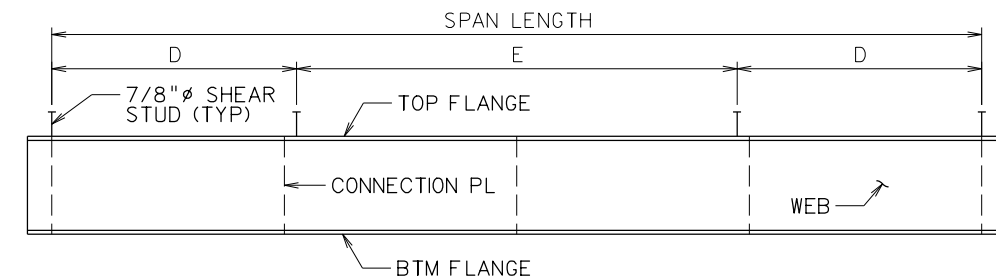 SPAN LENGTH
D
E
D
7/8"ø SHEAR
STUD (TYP)
TOP FLANGE
CONNECTION PL
WEB
BTM FLANGE